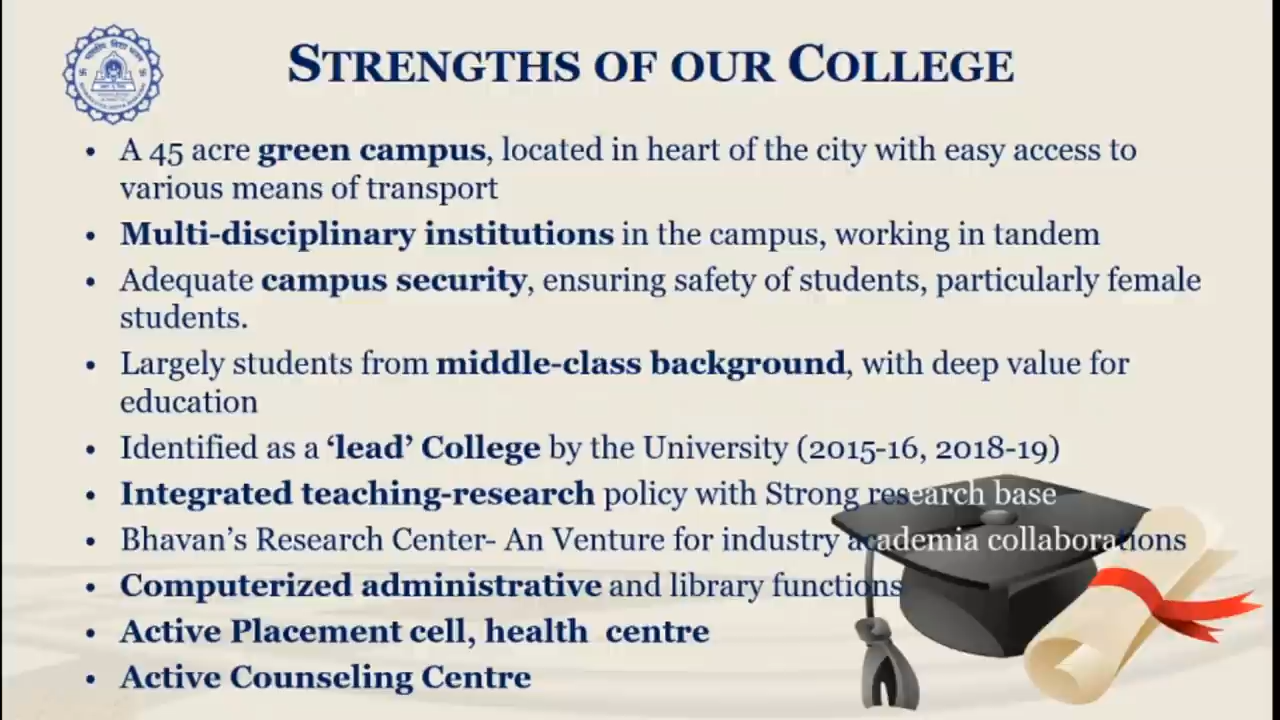 भारतीय विद्या भवन
STRENGTHS OF OUR COLLEGE
• A 45 acre green campus, located in heart of the city with easy access to
various means of transport
• Multi-disciplinary institutions in the campus, working in tandem
• Adequate campus security, ensuring safety of students, particularly female
students.
• Largely students from middle-class background, with deep value for
education
• Identified as a ‘lead’ College by the University (2015-16, 2018-19)
• Integrated teaching-research policy with Strong research base
• Bhavan’s Research Center- An Venture for industry academia collaborations
• Computerized administrative and library functions
• Active Placement cell, health  centre
• Active Counseling Centre